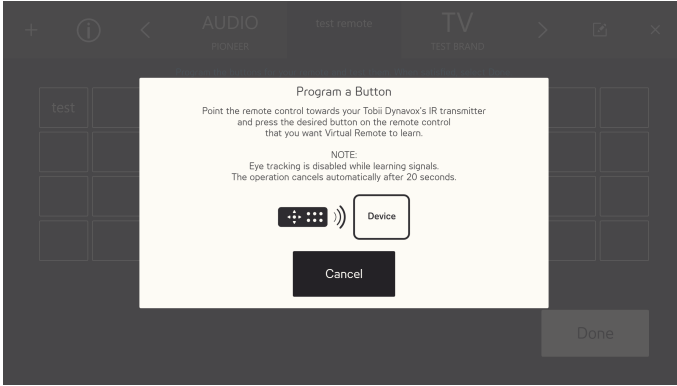 AUDIO
PIONEER
test remote
TV
TEST BRAND
test
Program a Button
Point the remote control towards your Tobii Dynavox's IR transmitter
and press the desired button on the remote control
that you want Virtual Remote to learn.
NOTE:
Eye tracking is disabled while learning signals.
The operation cancels automatically after 20 seconds.
Device
Cancel
Done